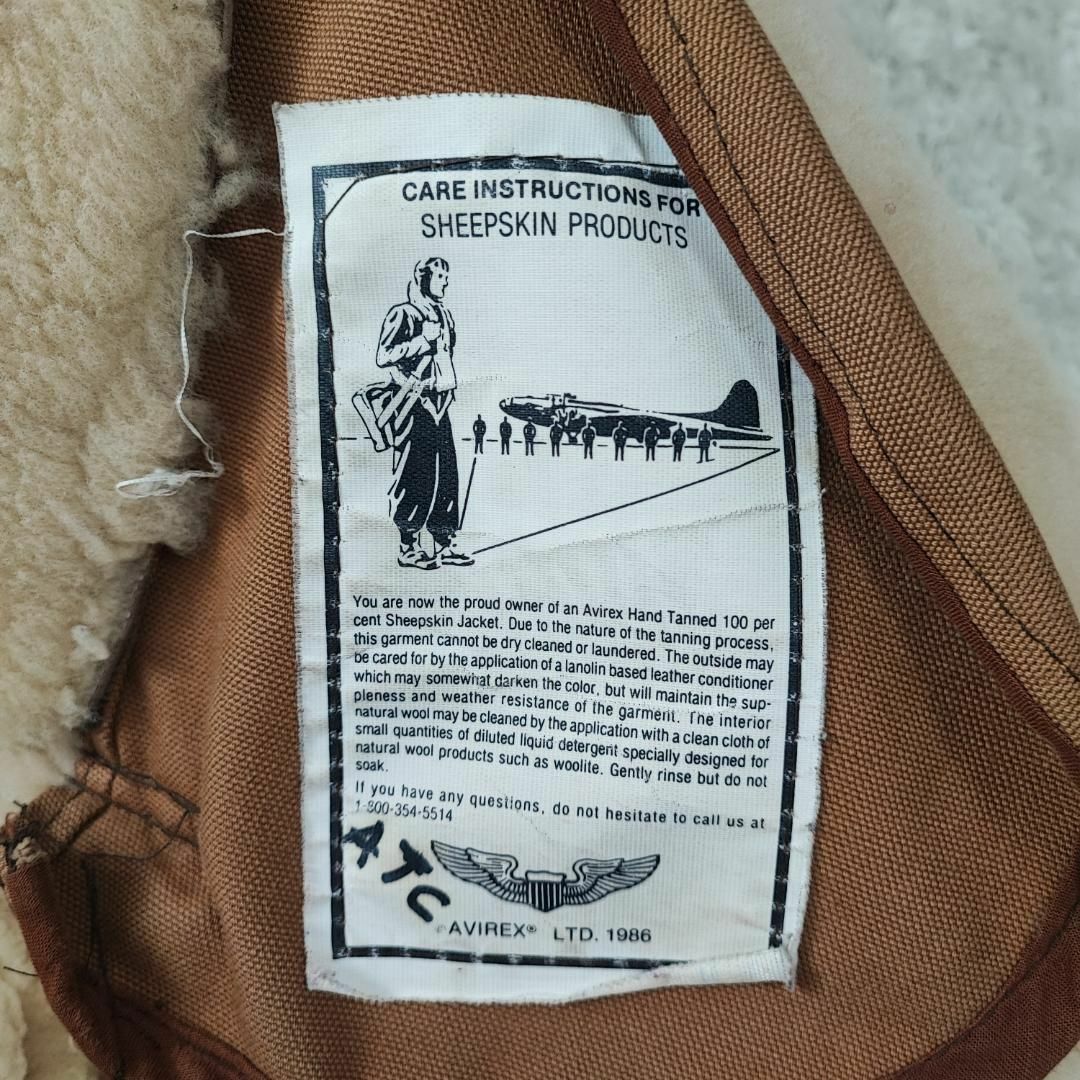 CARE INSTRUCTIONS FOR
SHEEPSKIN PRODUCTS
You are now the proud owner of an Avirex Hand Tanned 100 per
cent Sheepskin Jacket. Due to the nature of the tanning process,
this garment cannot be dry cleaned or laundered. The outside may
be cared for by the application of a lanolin based leather conditioner
which may somewhat darken the color, but will maintain the sup-
pleness and weather resistance of the garment. The interior
natural wool may be cleaned by the application with a clean cloth of
small quantities of diluted liquid detergent specially designed for
natural wool products such as woolite. Gently rinse but do not
soak.
If you have any questions, do not hesitate to call us at
1-800-354-5514
ATC
©AVIREX® LTD. 1986